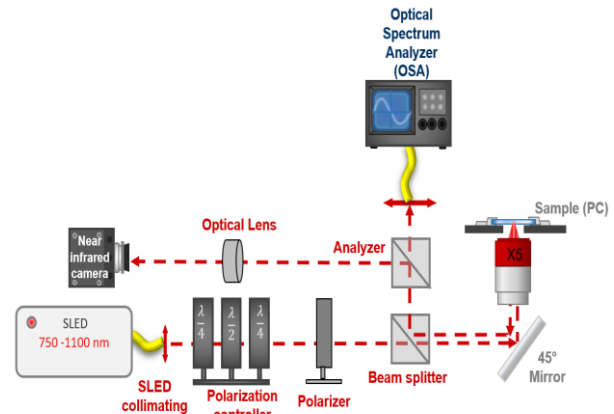 Optical
Spectrum
Analyzer
(OSA)
Sample (PC)
Optical Lens
Near
infrared
camera
Analyzer
X5
SLED
750 -1100 nm
λ
4
λ
2
λ
4
SLED
collimating
Polarization
controller
Polarizer
Beam splitter
45°
Mirror